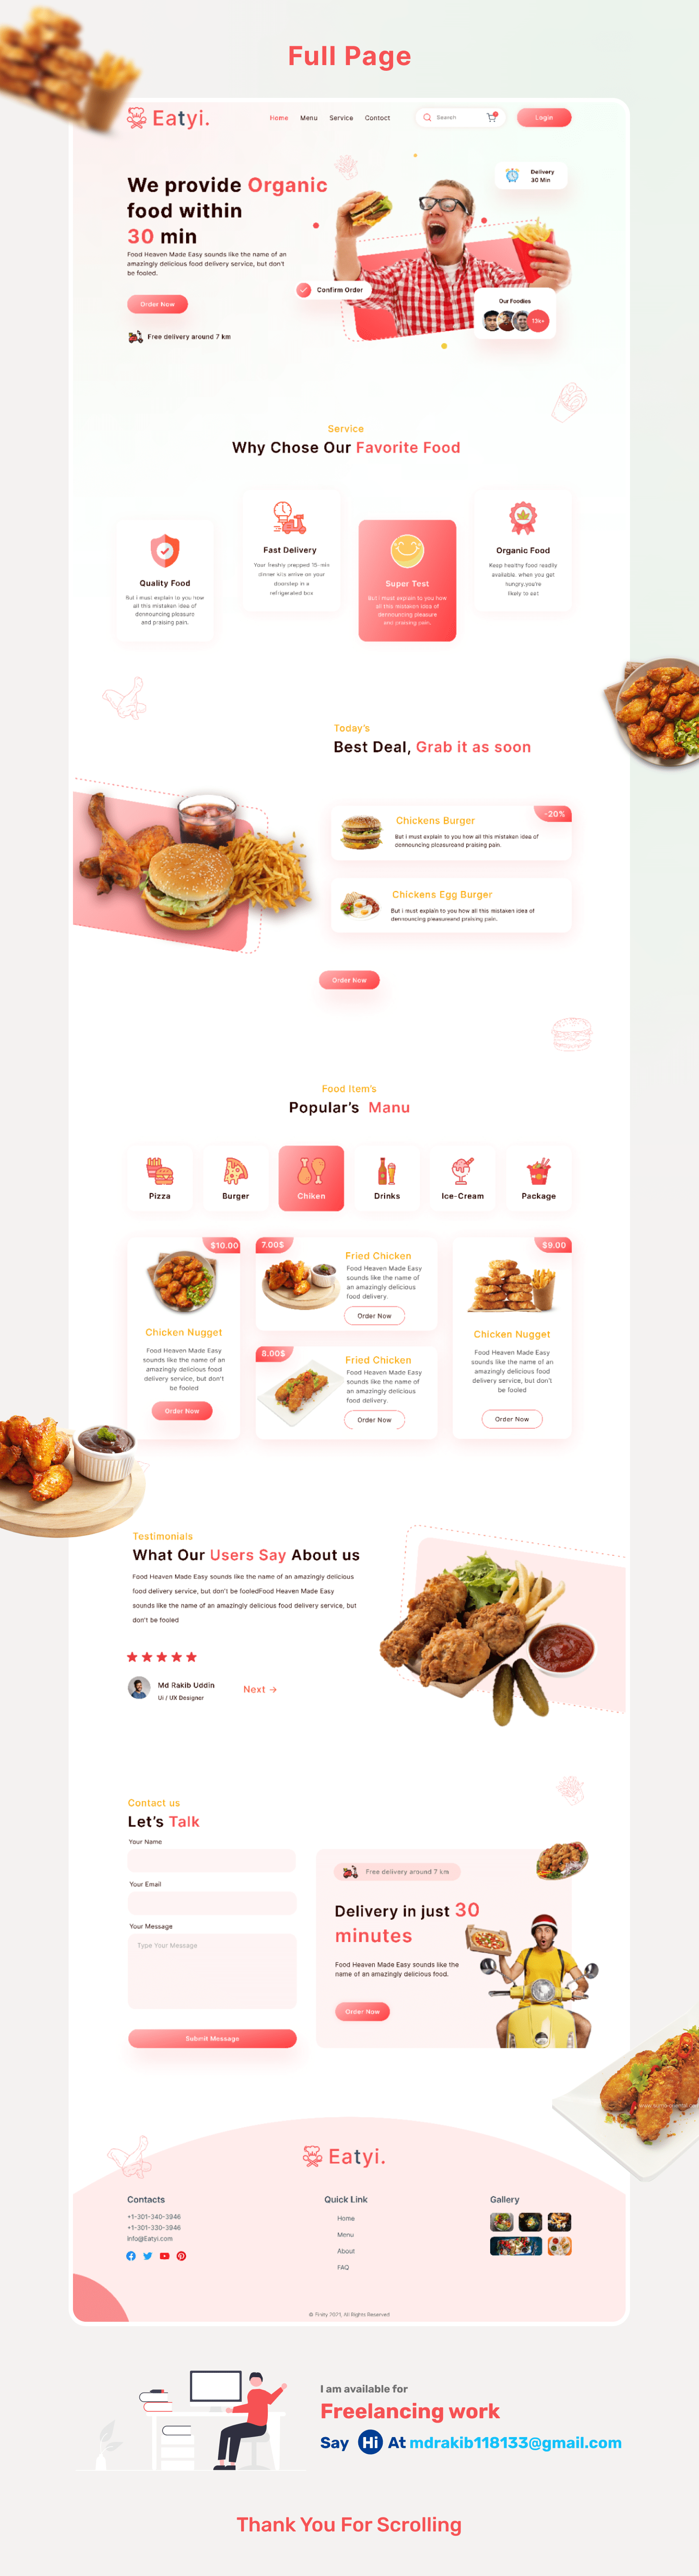 Full Page
Eatyi.
Home Menu Service Contact
Search
Login
We provide Organic
food within
30 min
Food Heaven Made Easy sounds like the name of an
amazingly delicious food delivery service, but don't
be fooled.
Order Now
Free delivery around 7 km
Delivery
30 Min
Confirm Order
Our Foodies
13k+
Service
Why Chose Our Favorite Food
Quality Food
But i must explain to you how
all this mistaken idea of
dennouncing pleasure
and praising pain.
Fast Delivery
Your freshly prepped 15-min
dinner kits arrive on your
doorstep in a
refrigerated box
Super Test
But i must explain to you how
all this mistaken idea of
dennouncing pleasure
and praising pain.
Organic Food
Keep healthy food readily
available. when you get
hungry,you're
likely to eat
Today's
Best Deal, Grab it as soon
-20%
Chickens Burger
But I must explain to you how all this mistaken idea of
dennouncing pleasureand praising pain.
Chickens Egg Burger
But i must explain to you how all this mistaken idea of
dennouncing pleasureand praising pain.
Order Now
Food Item's
Popular's Manu
Pizza
Burger
Chiken
Drinks
Ice-Cream
Package
$10.00
Chicken Nugget
Food Heaven Made Easy
sounds like the name of an
amazingly delicious food
delivery service, but don't
be fooled
Order Now
7.00$
Fried Chicken
Food Heaven Made Easy
sounds like the name of
an amazingly delicious
food delivery.
Order Now
8.00$
Fried Chicken
Food Heaven Made Easy
sounds like the name of
an amazingly delicious
food delivery.
Order Now
$9.00
Chicken Nugget
Food Heaven Made Easy
sounds like the name of an
amazingly delicious food
delivery service, but don't
be fooled
Order Now
Testimonials
What Our Users Say About us
Food Heaven Made Easy sounds like the name of an amazingly delicious
food delivery service, but don't be fooledFood Heaven Made Easy
sounds like the name of an amazingly delicious food delivery service, but
don't be fooled
Md Rakib Uddin
Ui / UX Designer
Next →
Contact us
Let's Talk
Your Name
Your Email
Your Message
Type Your Message
Submit Message
Free delivery around 7 km
Delivery in just 30
minutes
Food Heaven Made Easy sounds like the
name of an amazingly delicious food.
Order Now
Eatyi.
Contacts
+1-301-340-3946
+1-301-330-3946
Info@Eatyi.com
Quick Link
Home
Menu
About
FAQ
Gallery
2021, All Rights Reserved
I am available for
Freelancing work
Say Hi At mdrakib118133@gmail.com
Thank You For Scrolling